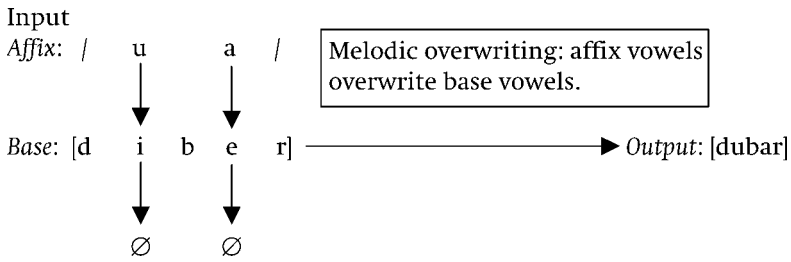 Input
Affix: / u a /
Melodic overwriting: affix vowels
overwrite base vowels.
Base: [d i b e r]
Output: [dubar]
∅ ∅